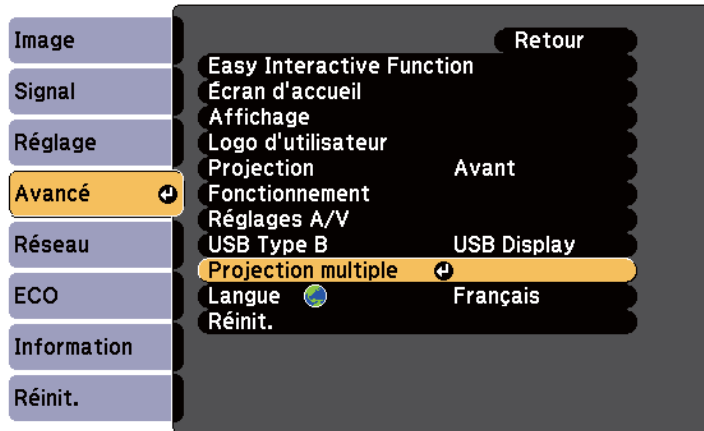 Image
Signal
Réglage
Avancé
Réseau
ECO
Information
Réinit.
Retour
Easy Interactive Function
Écran d'accueil
Affichage
Logo d'utilisateur
Projection Avant
Fonctionnement
Réglages A/V
USB Type B USB Display
Projection multiple
Langue Français
Réinit.